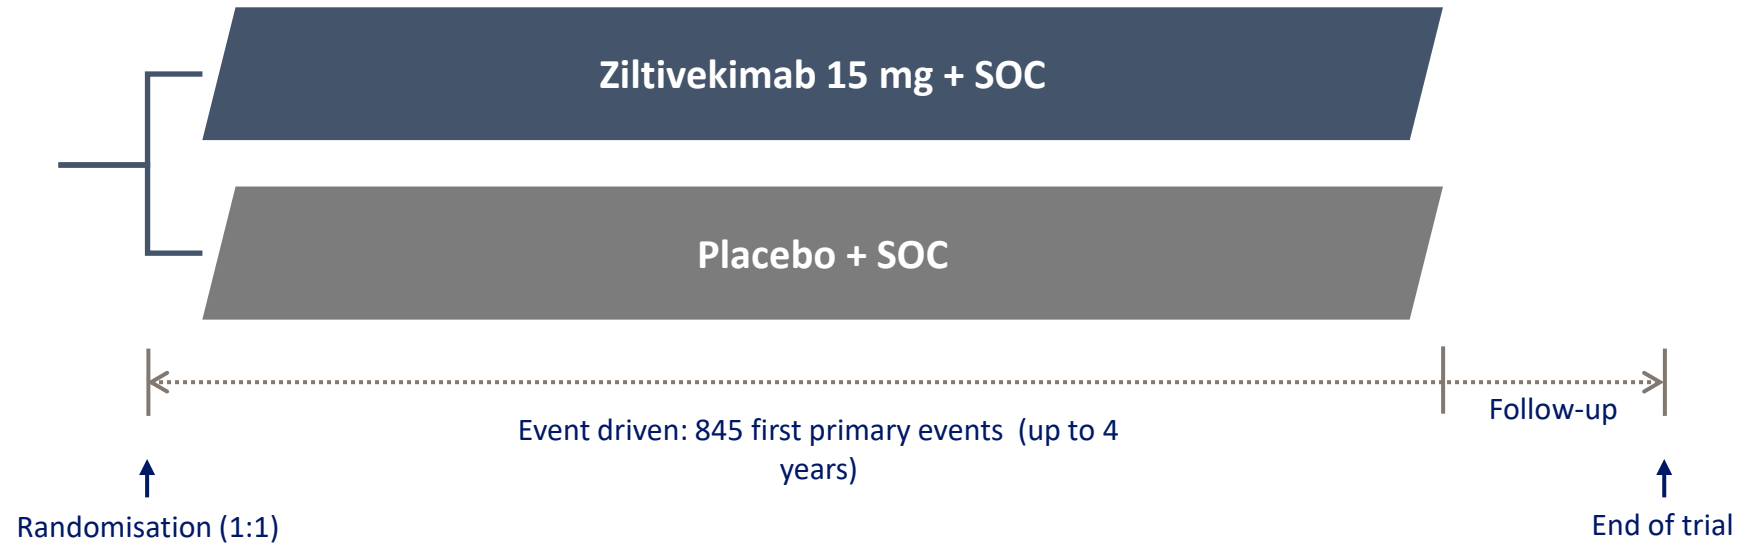 Ziltivekimab 15 mg + SOC
Placebo + SOC
Event driven: 845 first primary events  (up to 4
years)
Follow-up
Randomisation (1:1)
End of trial